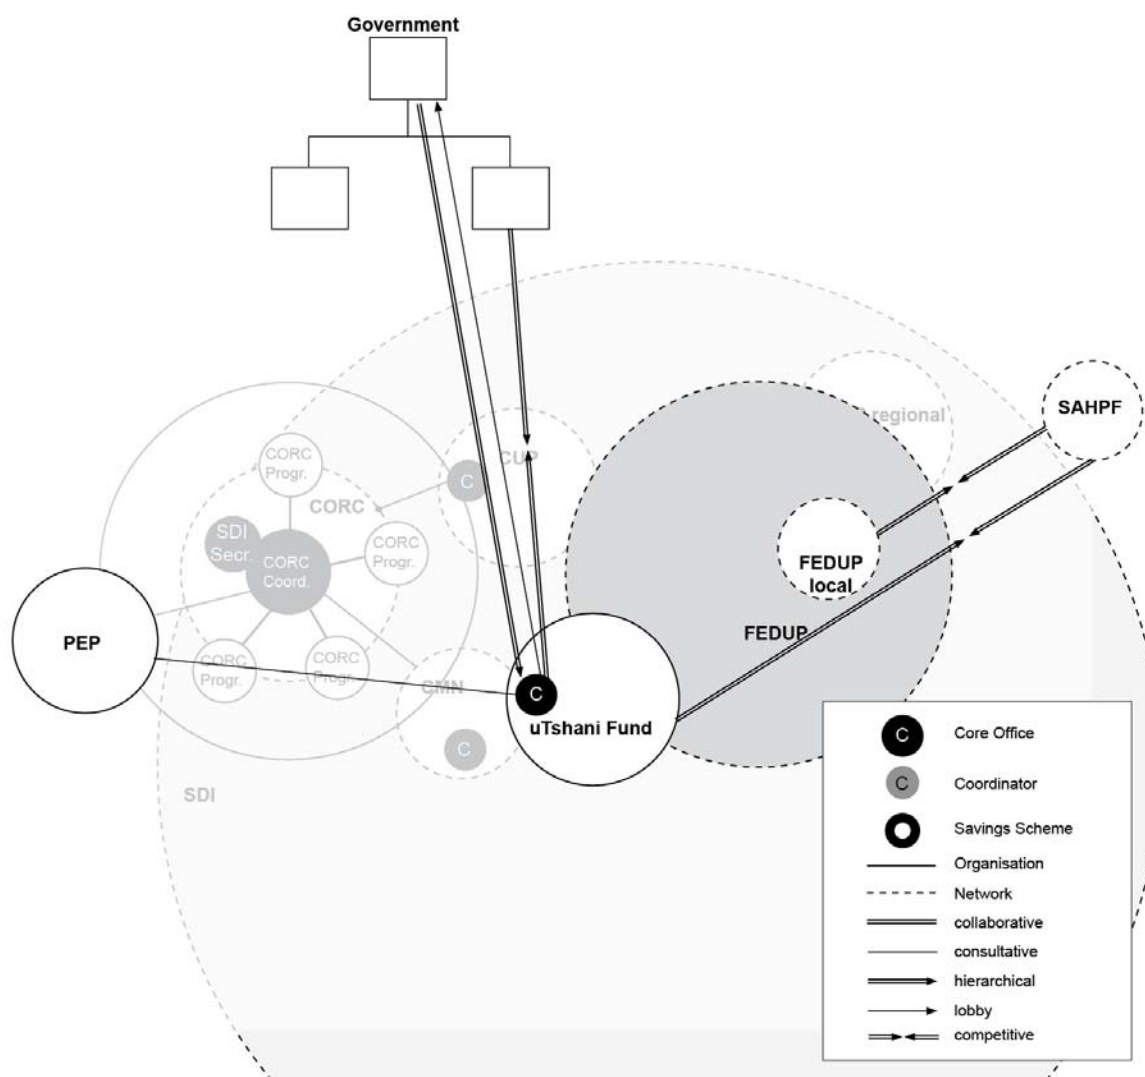 Government
regional
SAHPF
CORC
Progr.
CUP
C
CORC
SDI
Secr.
CORC
Progr.
CORC
Coord.
FEDUP
local
PEP
FEDUP
CORC
Progr.
CORC
Progr.
CMN
C
uTshani Fund
C
SDI
C Core Office
C Coordinator
Savings Scheme
Organisation
Network
collaborative
consultative
hierarchical
lobby
competitive